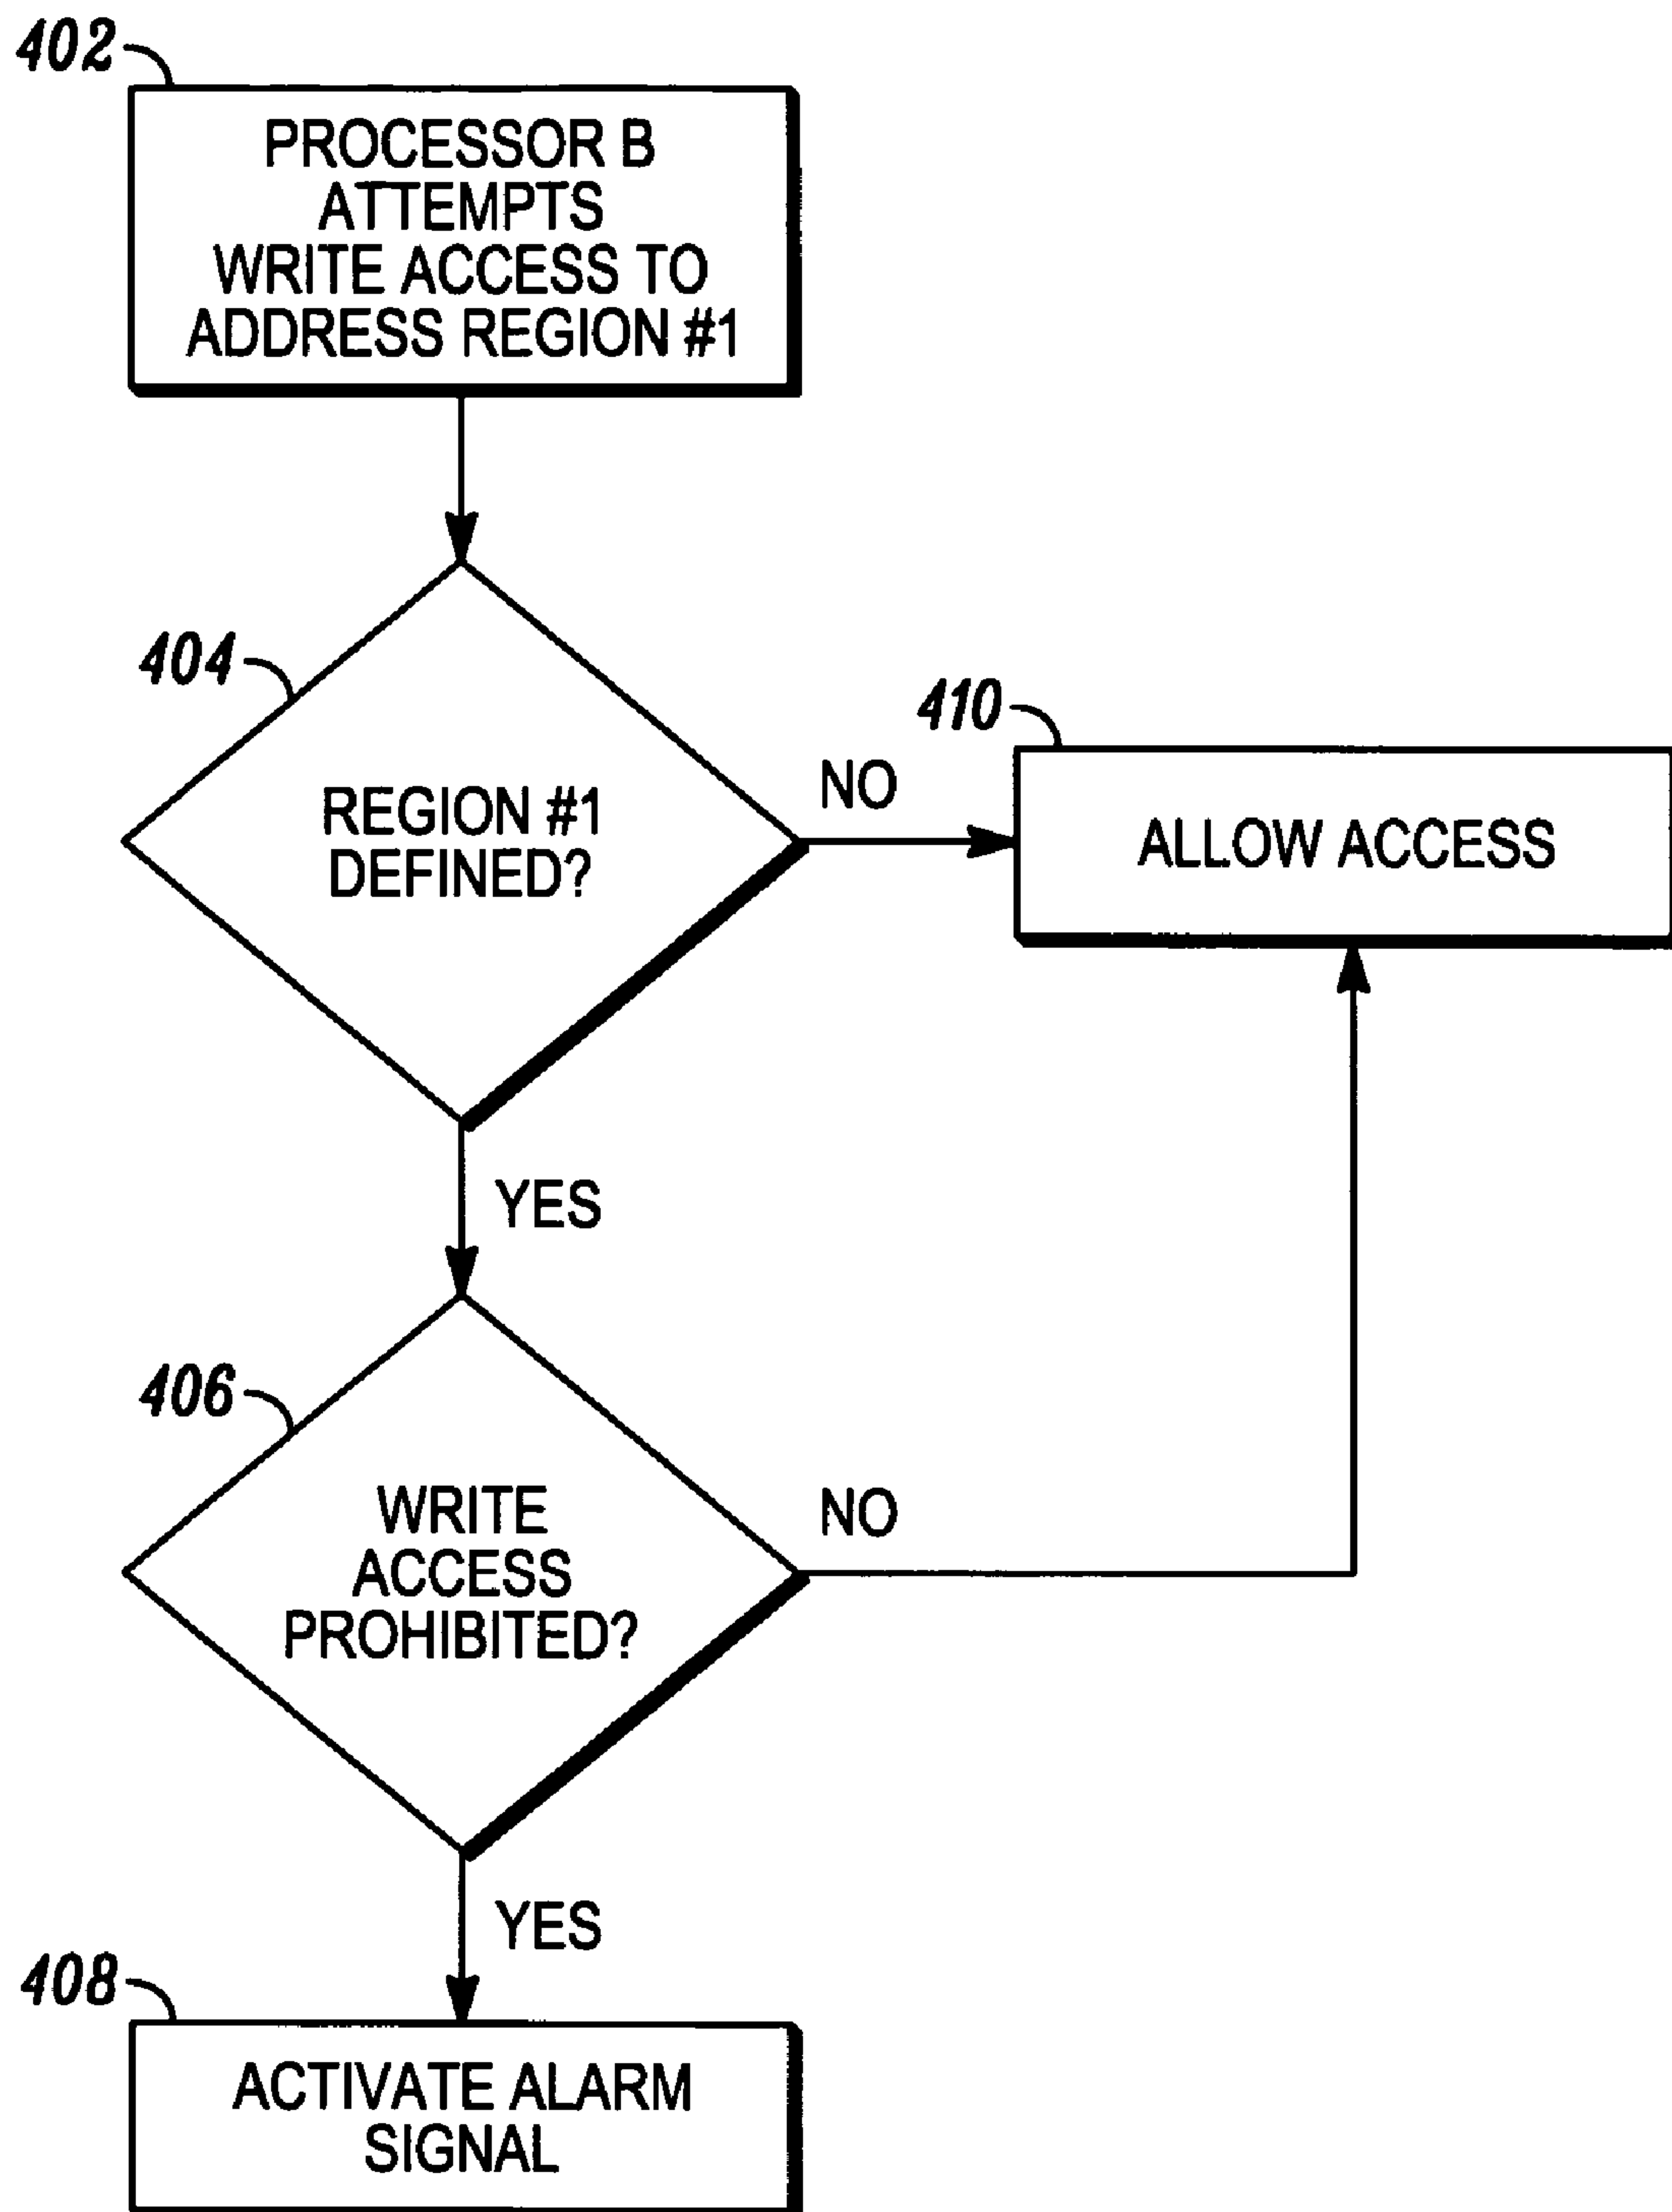 402
PROCESSOR B
ATTEMPTS
WRITE ACCESS TO
ADDRESS REGION #1
404
REGION #1
DEFINED?
NO
410
ALLOW ACCESS
YES
406
WRITE
ACCESS
PROHIBITED?
NO
YES
408
ACTIVATE ALARM
SIGNAL